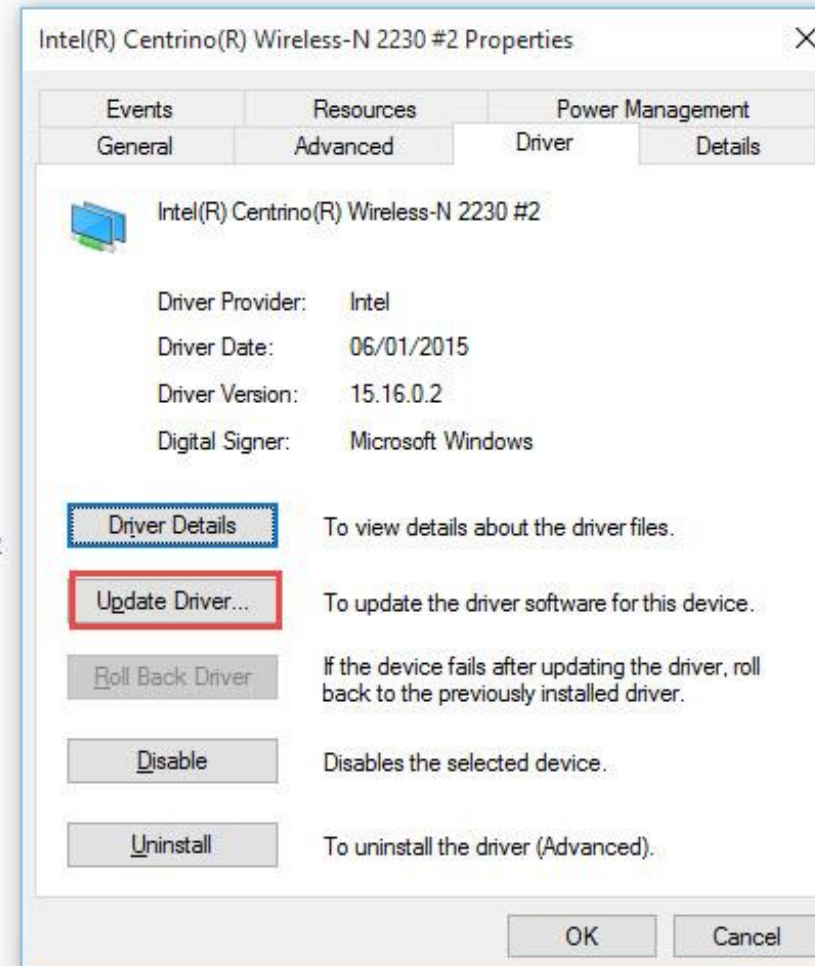 Intel(R) Centrino(R) Wireless-N 2230 #2 Properties
Events Resources Power Management
General Advanced Driver Details
Intel(R) Centrino(R) Wireless-N 2230 #2
Driver Provider: Intel
Driver Date: 06/01/2015
Driver Version: 15.16.0.2
Digital Signer: Microsoft Windows
Driver Details To view details about the driver files.
Update Driver... To update the driver software for this device.
Roll Back Driver If the device fails after updating the driver, roll
back to the previously installed driver.
Disable Disables the selected device.
Uninstall To uninstall the driver (Advanced).
OK Cancel